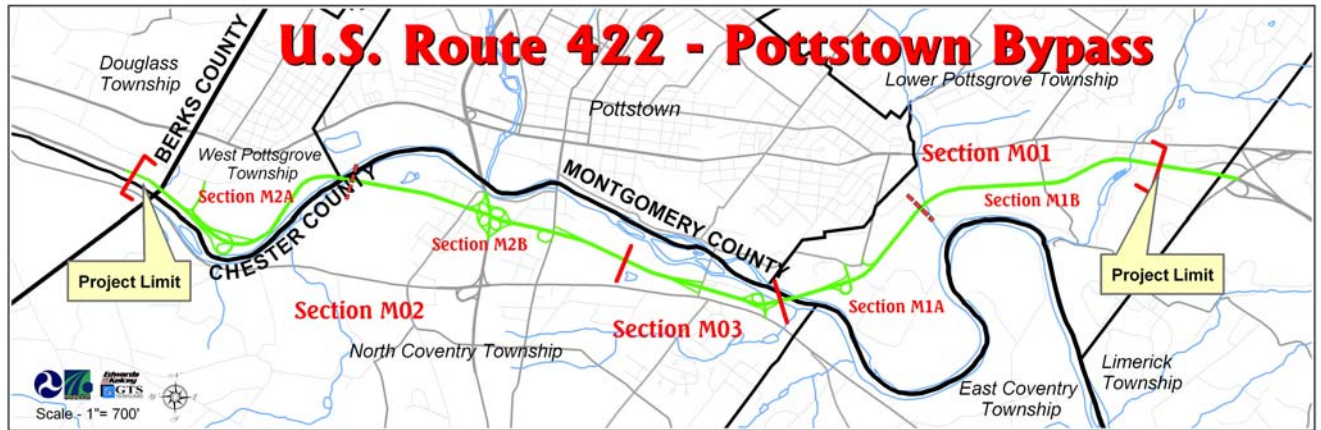 U.S. Route 422 - Pottstown Bypass
Douglass
Township
BERKS COUNTY
Lower Pottsgrove Township
Pottstown
West Pottsgrove
Township
Section M01
MONTGOMERY COUNTY
Section M2A
Section M1B
CHESTER COUNTY
Section M2B
Project Limit
Project Limit
Section M02
Section M03
Section M1A
North Coventry Township
Limerick
Township
East Coventry
Township
Edwards
GTS
Scale - 1"= 700'